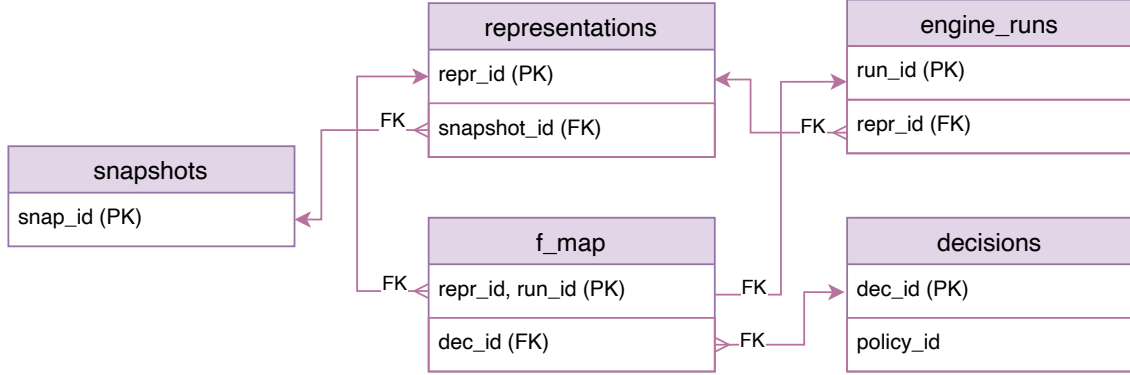 representations
repr_id (PK)
snapshot_id (FK)
engine_runs
run_id (PK)
repr_id (FK)
FK
FK
snapshots
snap_id (PK)
f_map
repr_id, run_id (PK)
dec_id (FK)
FK
FK
FK
decisions
dec_id (PK)
policy_id